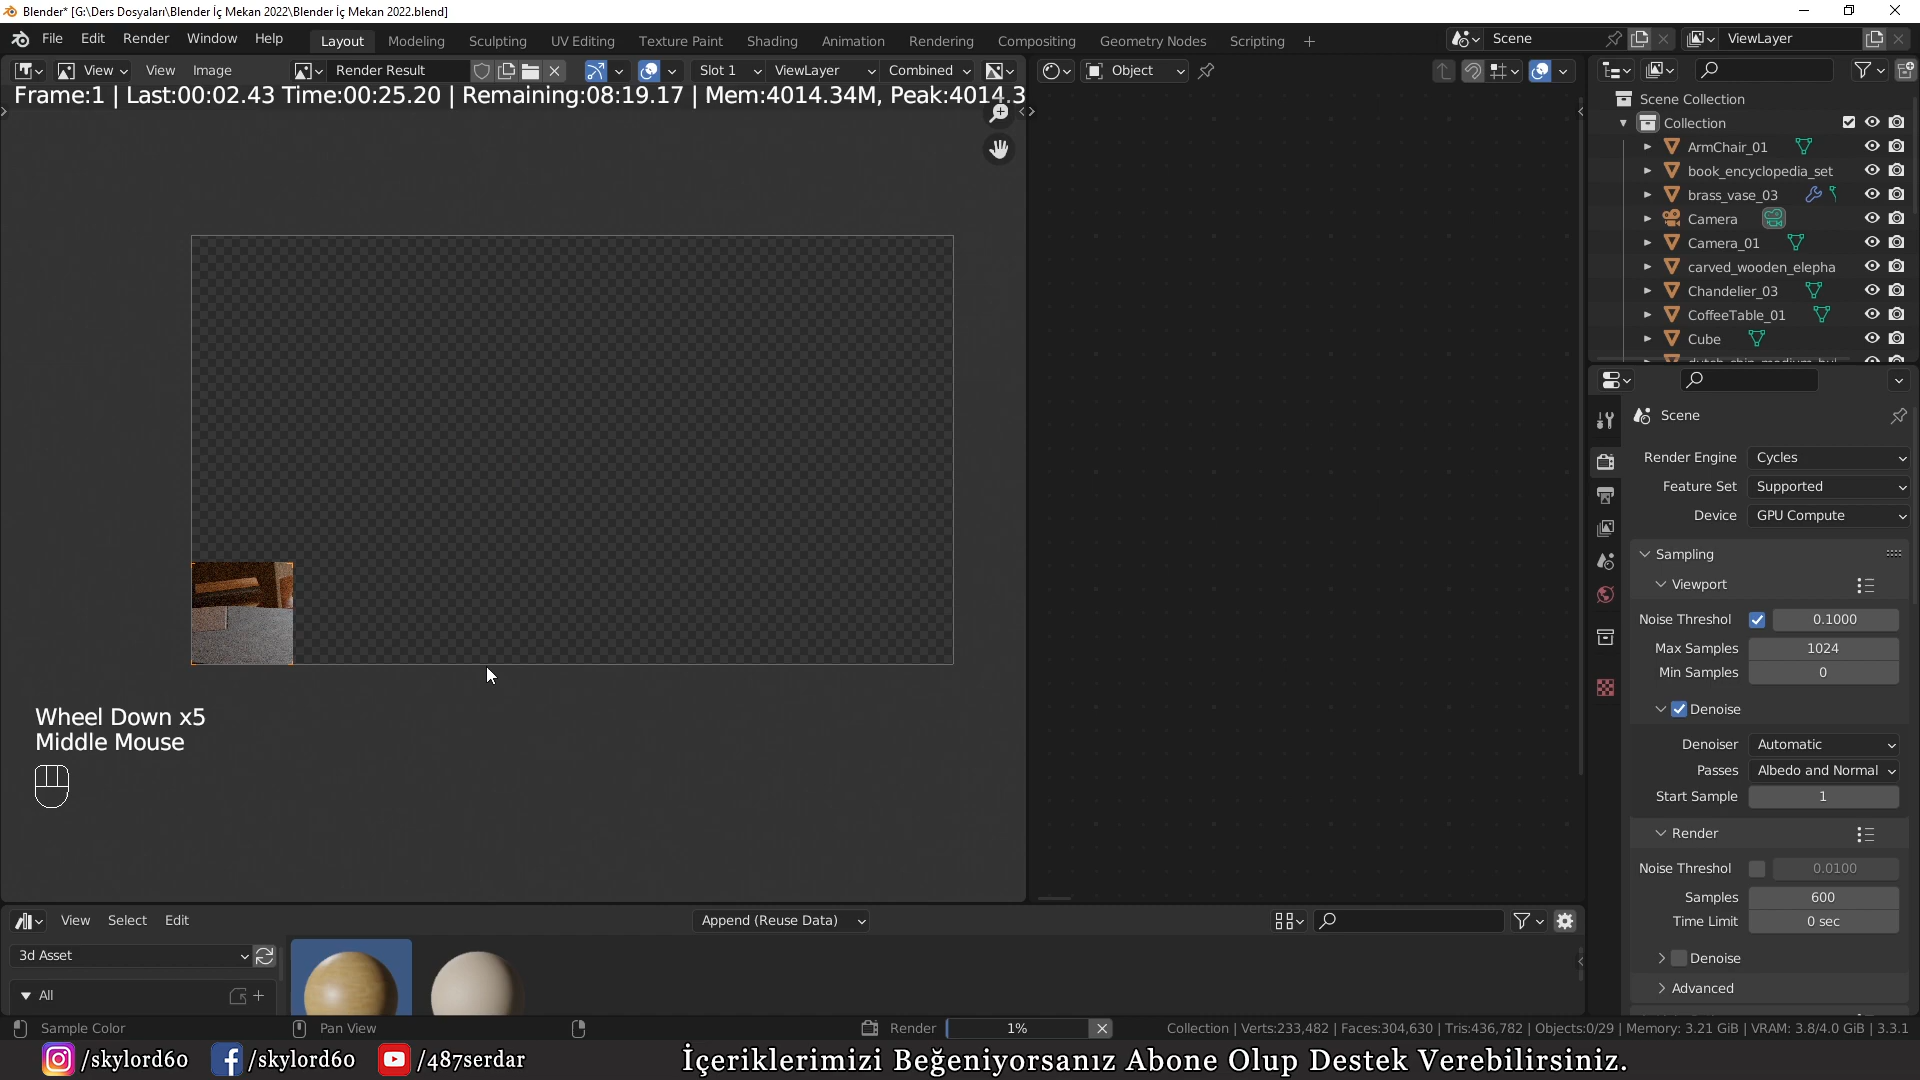 Blender* [G:\Ders Dosyaları\Blender İç Mekan 2022\Blender İç Mekan 2022.blend]
File Edit Render Window Help Layout Modeling Sculpting UV Editing Texture Paint Shading Animation Rendering Compositing Geometry Nodes Scripting + Scene ViewLayer
View View Image Render Result Slot 1 ViewLayer Combined Object
Frame:1 | Last:00:02.43 Time:00:25.20 | Remaining:08:19.17 | Mem:4014.34M, Peak:4014.3
Scene Collection
Collection
ArmChair_01
book_encyclopedia_set
brass_vase_03
Camera
Camera_01
carved_wooden_elepha
Chandelier_03
CoffeeTable_01
Cube
Scene
Render Engine Cycles
Feature Set Supported
Device GPU Compute
Sampling
Viewport
Noise Threshol 0.1000
Max Samples 1024
Min Samples 0
Denoise
Denoiser Automatic
Passes Albedo and Normal
Start Sample 1
Render
Noise Threshol 0.0100
Samples 600
Time Limit 0 sec
Denoise
Advanced
Wheel Down x5
Middle Mouse
View Select Edit Append (Reuse Data)
3d Asset
All
Sample Color Pan View Render 1% Collection | Verts:233,482 | Faces:304,630 | Tris:436,782 | Objects:0/29 | Memory: 3.21 GiB | VRAM: 3.8/4.0 GiB | 3.3.1
/skylord60 /skylord60 /487serdar İçeriklerimizi Beğeniyorsanız Abone Olup Destek Verebilirsiniz.